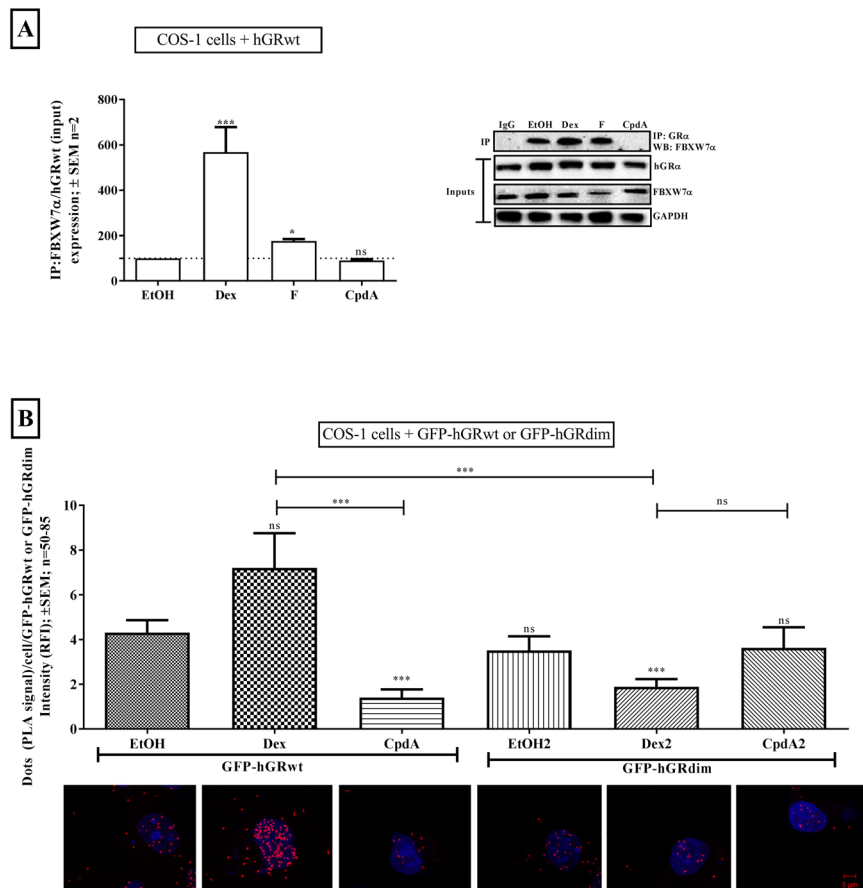 A
COS-1 cells + hGRwt
IP:FBXW7α/hGRwt (input)
expression; ± SEM n=2
800
600
400
200
100
0
***
*
ns
EtOH Dex F CpdA
IgG EtOH Dex F CpdA
IP
IP: GRα
WB: FBXW7α
Inputs
hGRα
FBXW7α
GAPDH
B
COS-1 cells + GFP-hGRwt or GFP-hGRdim
Dots (PLA signal)/cell/GFP-hGRwt or GFP-hGRdim
Intensity (RFI); ±SEM; n=50-85
10
8
6
4
2
0
***
***
ns
ns
***
ns
***
ns
EtOH Dex CpdA EtOH2 Dex2 CpdA2
GFP-hGRwt GFP-hGRdim